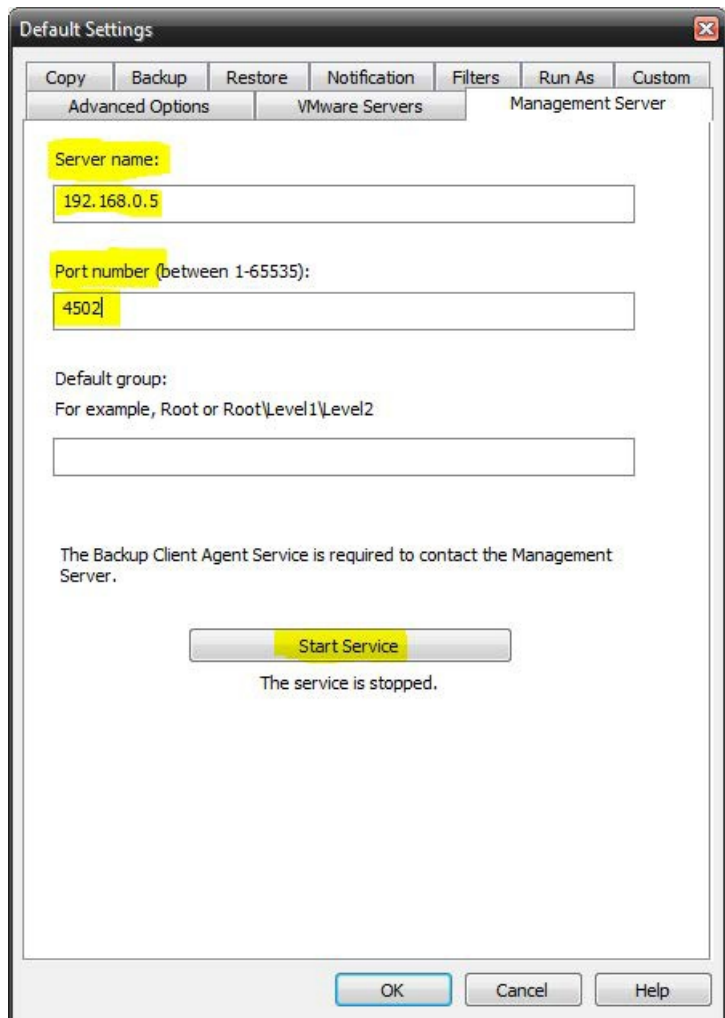 Default Settings
Copy Backup Restore Notification Filters Run As Custom
Advanced Options VMware Servers Management Server
Server name:
192.168.0.5
Port number (between 1-65535):
4502
Default group:
For example, Root or Root\Level1\Level2
The Backup Client Agent Service is required to contact the Management
Server.
Start Service
The service is stopped.
OK Cancel Help